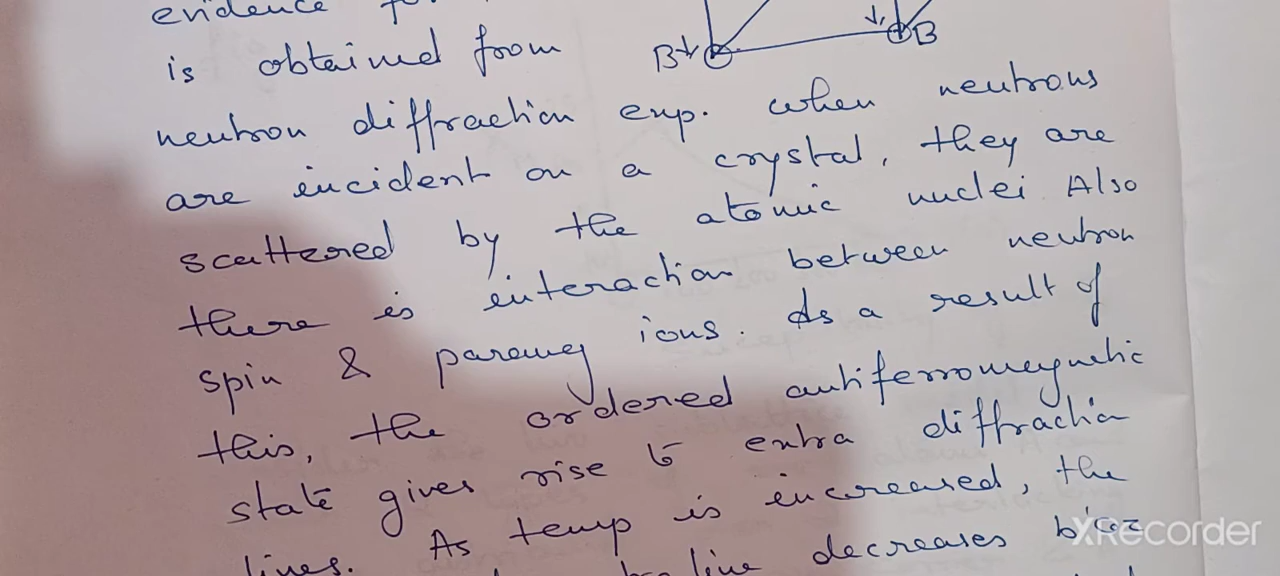 evidence
is obtained from
B B
neutron diffraction exp. when neutrons
are incident on a crystal, they are
scattered by the atomic nuclei Also
there is interaction between neutron
spin & paramag ions. As a result of
this, the ordered antiferromagnetic
state gives rise to extra diffraction
lines. As temp is increased, the
line decreases b'coz
XRecorder